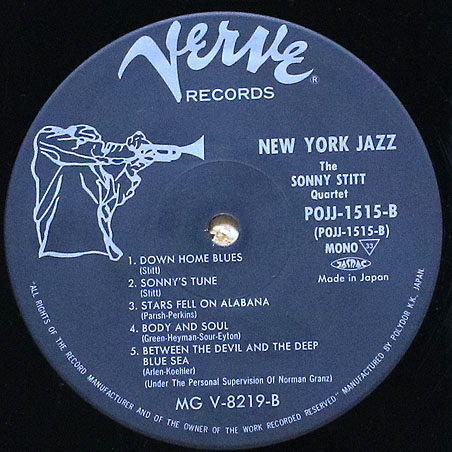 Verve
®
RECORDS
NEW YORK JAZZ
The
SONNY STITT
Quartet
POJJ-1515-B
(POJJ-1515-B)
MONO 33
JASRAC
Made in Japan
1. DOWN HOME BLUES
(Stitt)
2. SONNY'S TUNE
(Stitt)
3. STARS FELL ON ALABANA
(Parish-Perkins)
4. BODY AND SOUL
(Green-Heyman-Sour-Eyton)
5. BETWEEN THE DEVIL AND THE DEEP
BLUE SEA
(Arlen-Koehler)
(Under The Personal Supervision Of Norman Granz)
MG V-8219-B
"ALL RIGHTS OF THE RECORD MANUFACTURER AND OF THE OWNER OF THE WORK RECORDED RESERVED" MANUFACTURED BY POLYDOR K.K. JAPAN.